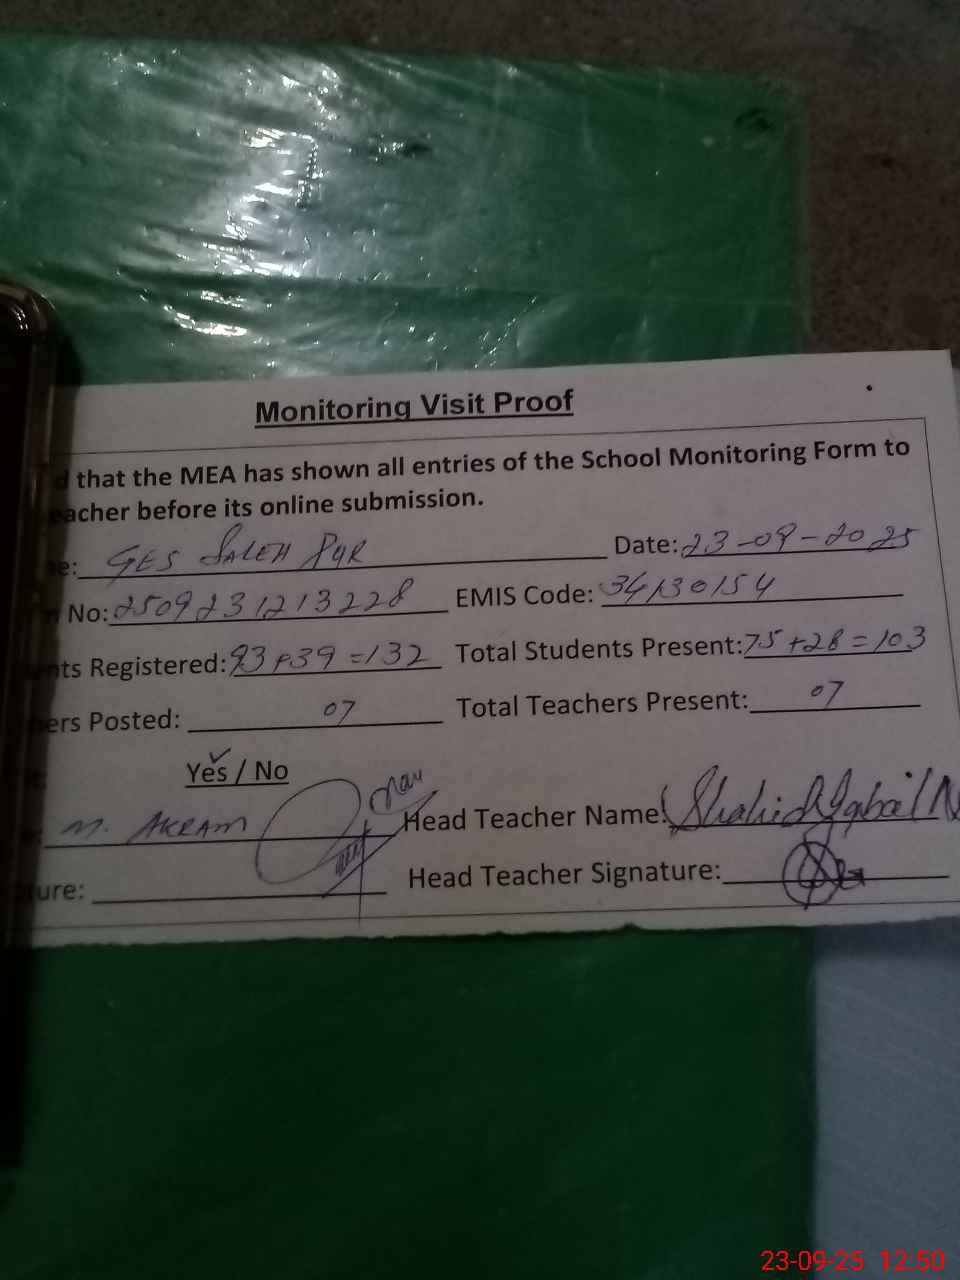 Monitoring Visit Proof
d that the MEA has shown all entries of the School Monitoring Form to
eacher before its online submission.
e: GES SALEH PUR Date: 23-09-2025
No: 2509231213228 EMIS Code: 34130154
nts Registered: 93+39=132 Total Students Present: 75+28=103
ers Posted: 07 Total Teachers Present: 07
Yes / No
M. AKRAM Head Teacher Name: Shahid Iqbal N
ture: Head Teacher Signature:
23-09-25 12:50